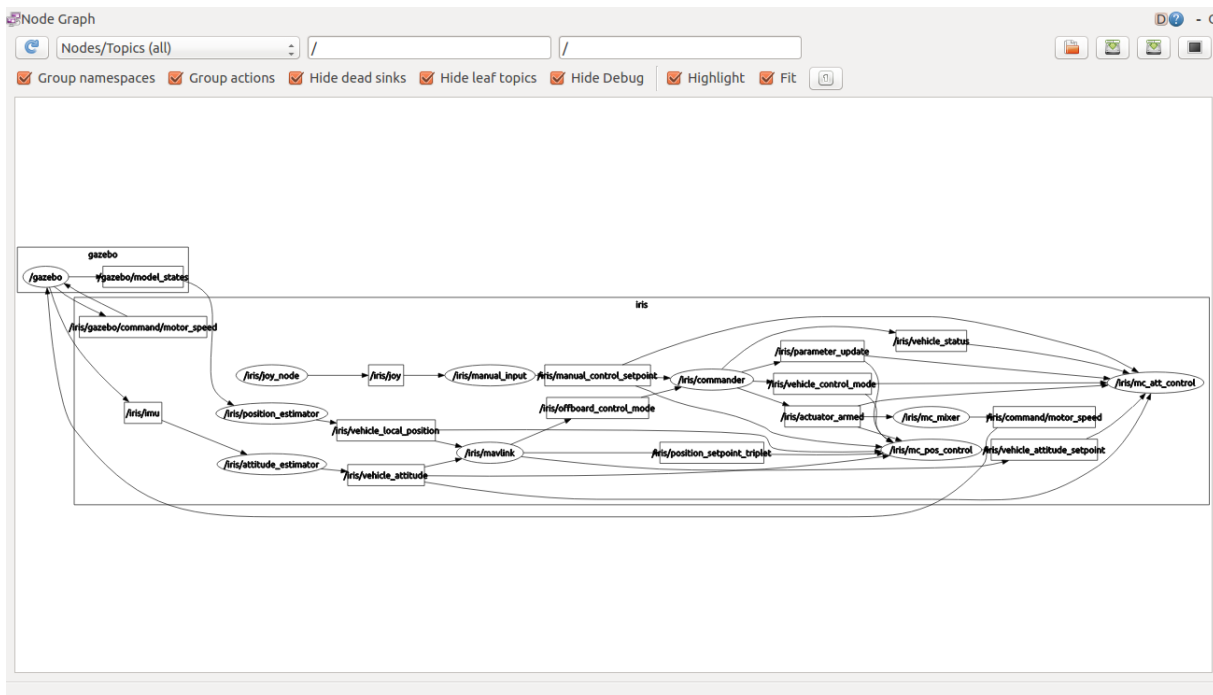 Node Graph
D
Nodes/Topics (all)
/
/
Group namespaces
Group actions
Hide dead sinks
Hide leaf topics
Hide Debug
Highlight
Fit
gazebo
/gazebo
/gazebo/model_states
iris
/iris/gazebo/command/motor_speed
/iris/vehicle_status
/iris/parameter_update
/iris/joy_node
/iris/joy
/iris/manual_input
/iris/manual_control_setpoint
/iris/commander
/iris/vehicle_control_mode
/iris/mc_att_control
/iris/imu
/iris/position_estimator
/iris/offboard_control_mode
/iris/actuator_armed
/iris/mc_mixer
/iris/command/motor_speed
/iris/vehicle_local_position
/iris/mavlink
/iris/position_setpoint_triplet
/iris/mc_pos_control
/iris/vehicle_attitude_setpoint
/iris/attitude_estimator
/iris/vehicle_attitude